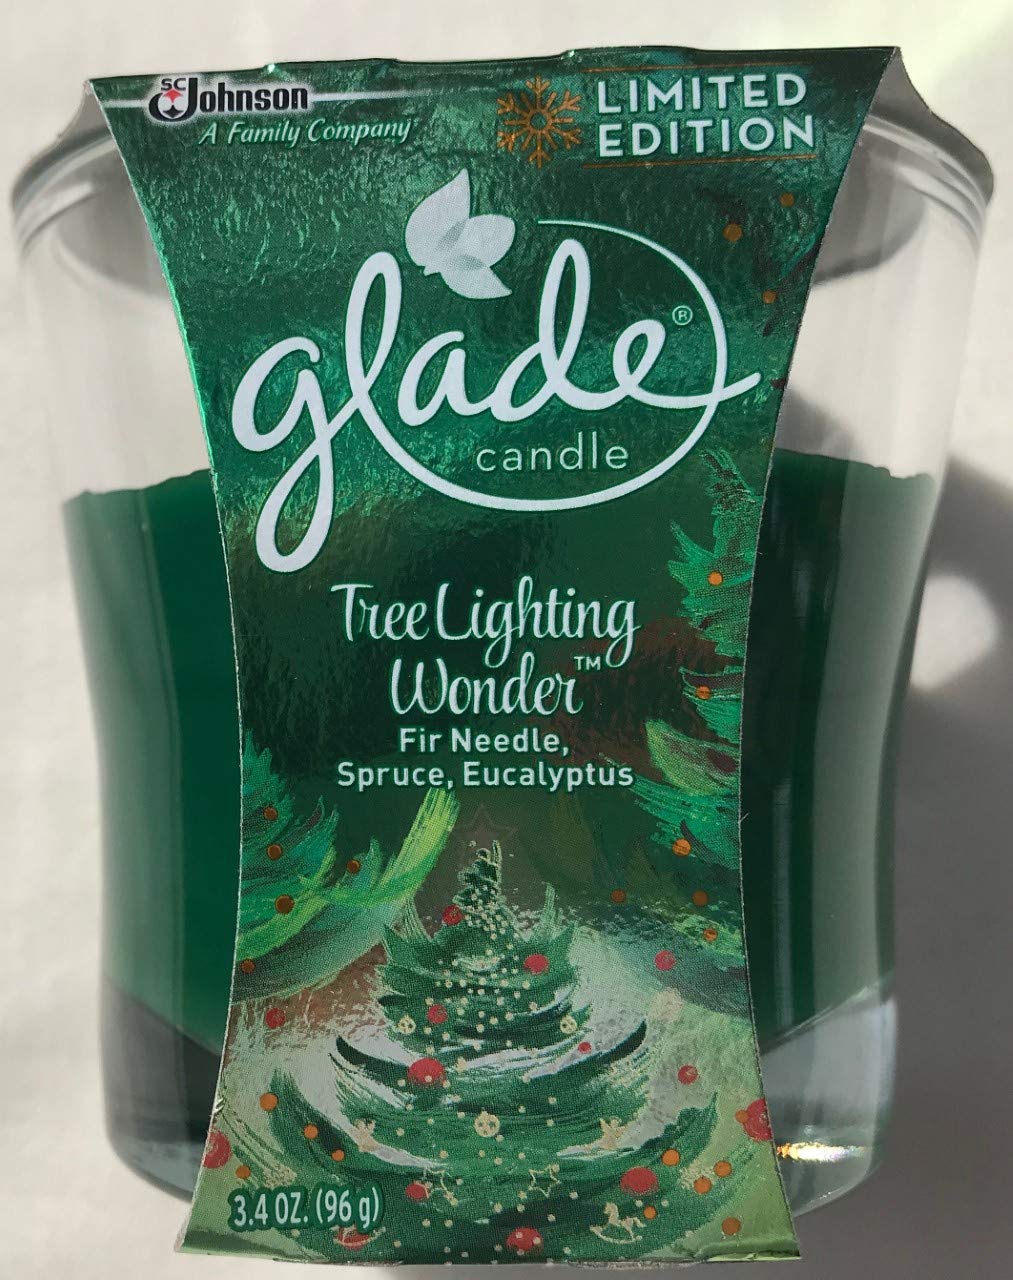 SC Johnson
A Family Company®
LIMITED
EDITION
glade®
candle
Tree Lighting
Wonder™
Fir Needle,
Spruce, Eucalyptus
3.4 OZ. (96 g)